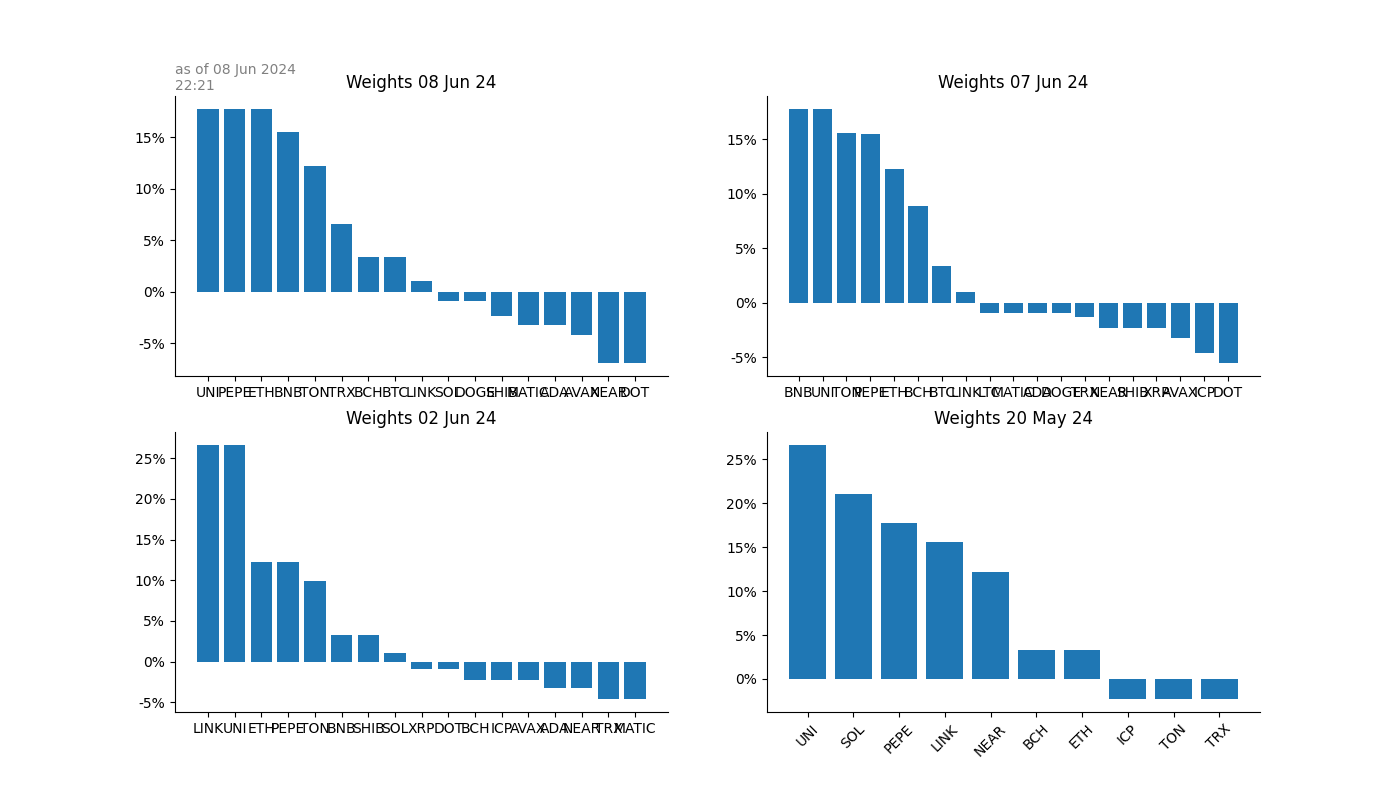 as of 08 Jun 2024
22:21
Weights 08 Jun 24
15%
10%
5%
0%
-5%
UNI PEPE ETH BNB TON TRX BCH BTC LINK SOL DOGE SHIB MATIC ADA AVAX NEAR DOT
Weights 07 Jun 24
15%
10%
5%
0%
-5%
BNB UNI TON PEPE ETH BCH BTC LINK LTC MATIC ADA DOGE TRX NEAR SHIB XRP AVAX ICP DOT
Weights 02 Jun 24
25%
20%
15%
10%
5%
0%
-5%
LINK UNI ETH PEPE TON BNB SHIB SOL XRP DOT BCH ICP AVAX ADA NEAR TRX MATIC
Weights 20 May 24
25%
20%
15%
10%
5%
0%
UNI SOL PEPE LINK NEAR BCH ETH ICP TON TRX